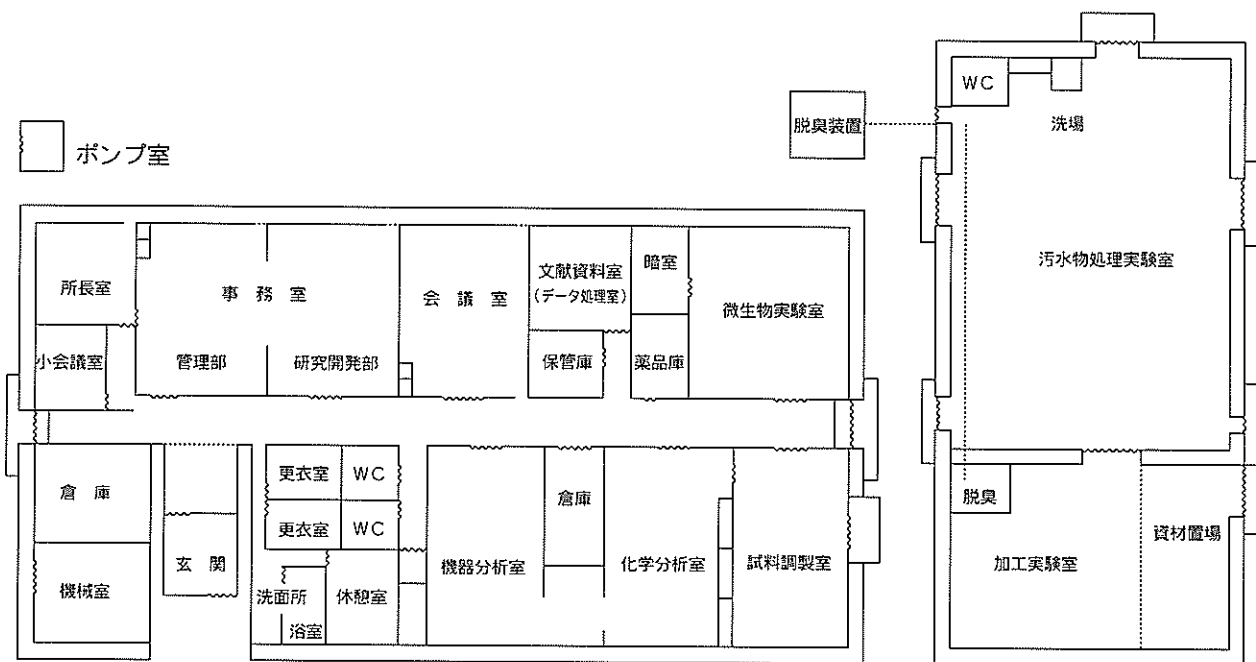 ポンプ室
脱臭装置
WC
洗場
汚水物処理実験室
脱臭
加工実験室
資材置場
所長室
小会議室
事務室
管理部
研究開発部
会議室
文献資料室
(データ処理室)
保管庫
暗室
薬品庫
微生物実験室
倉庫
機械室
玄関
更衣室
WC
更衣室
WC
洗面所
浴室
休憩室
機器分析室
倉庫
化学分析室
試料調製室